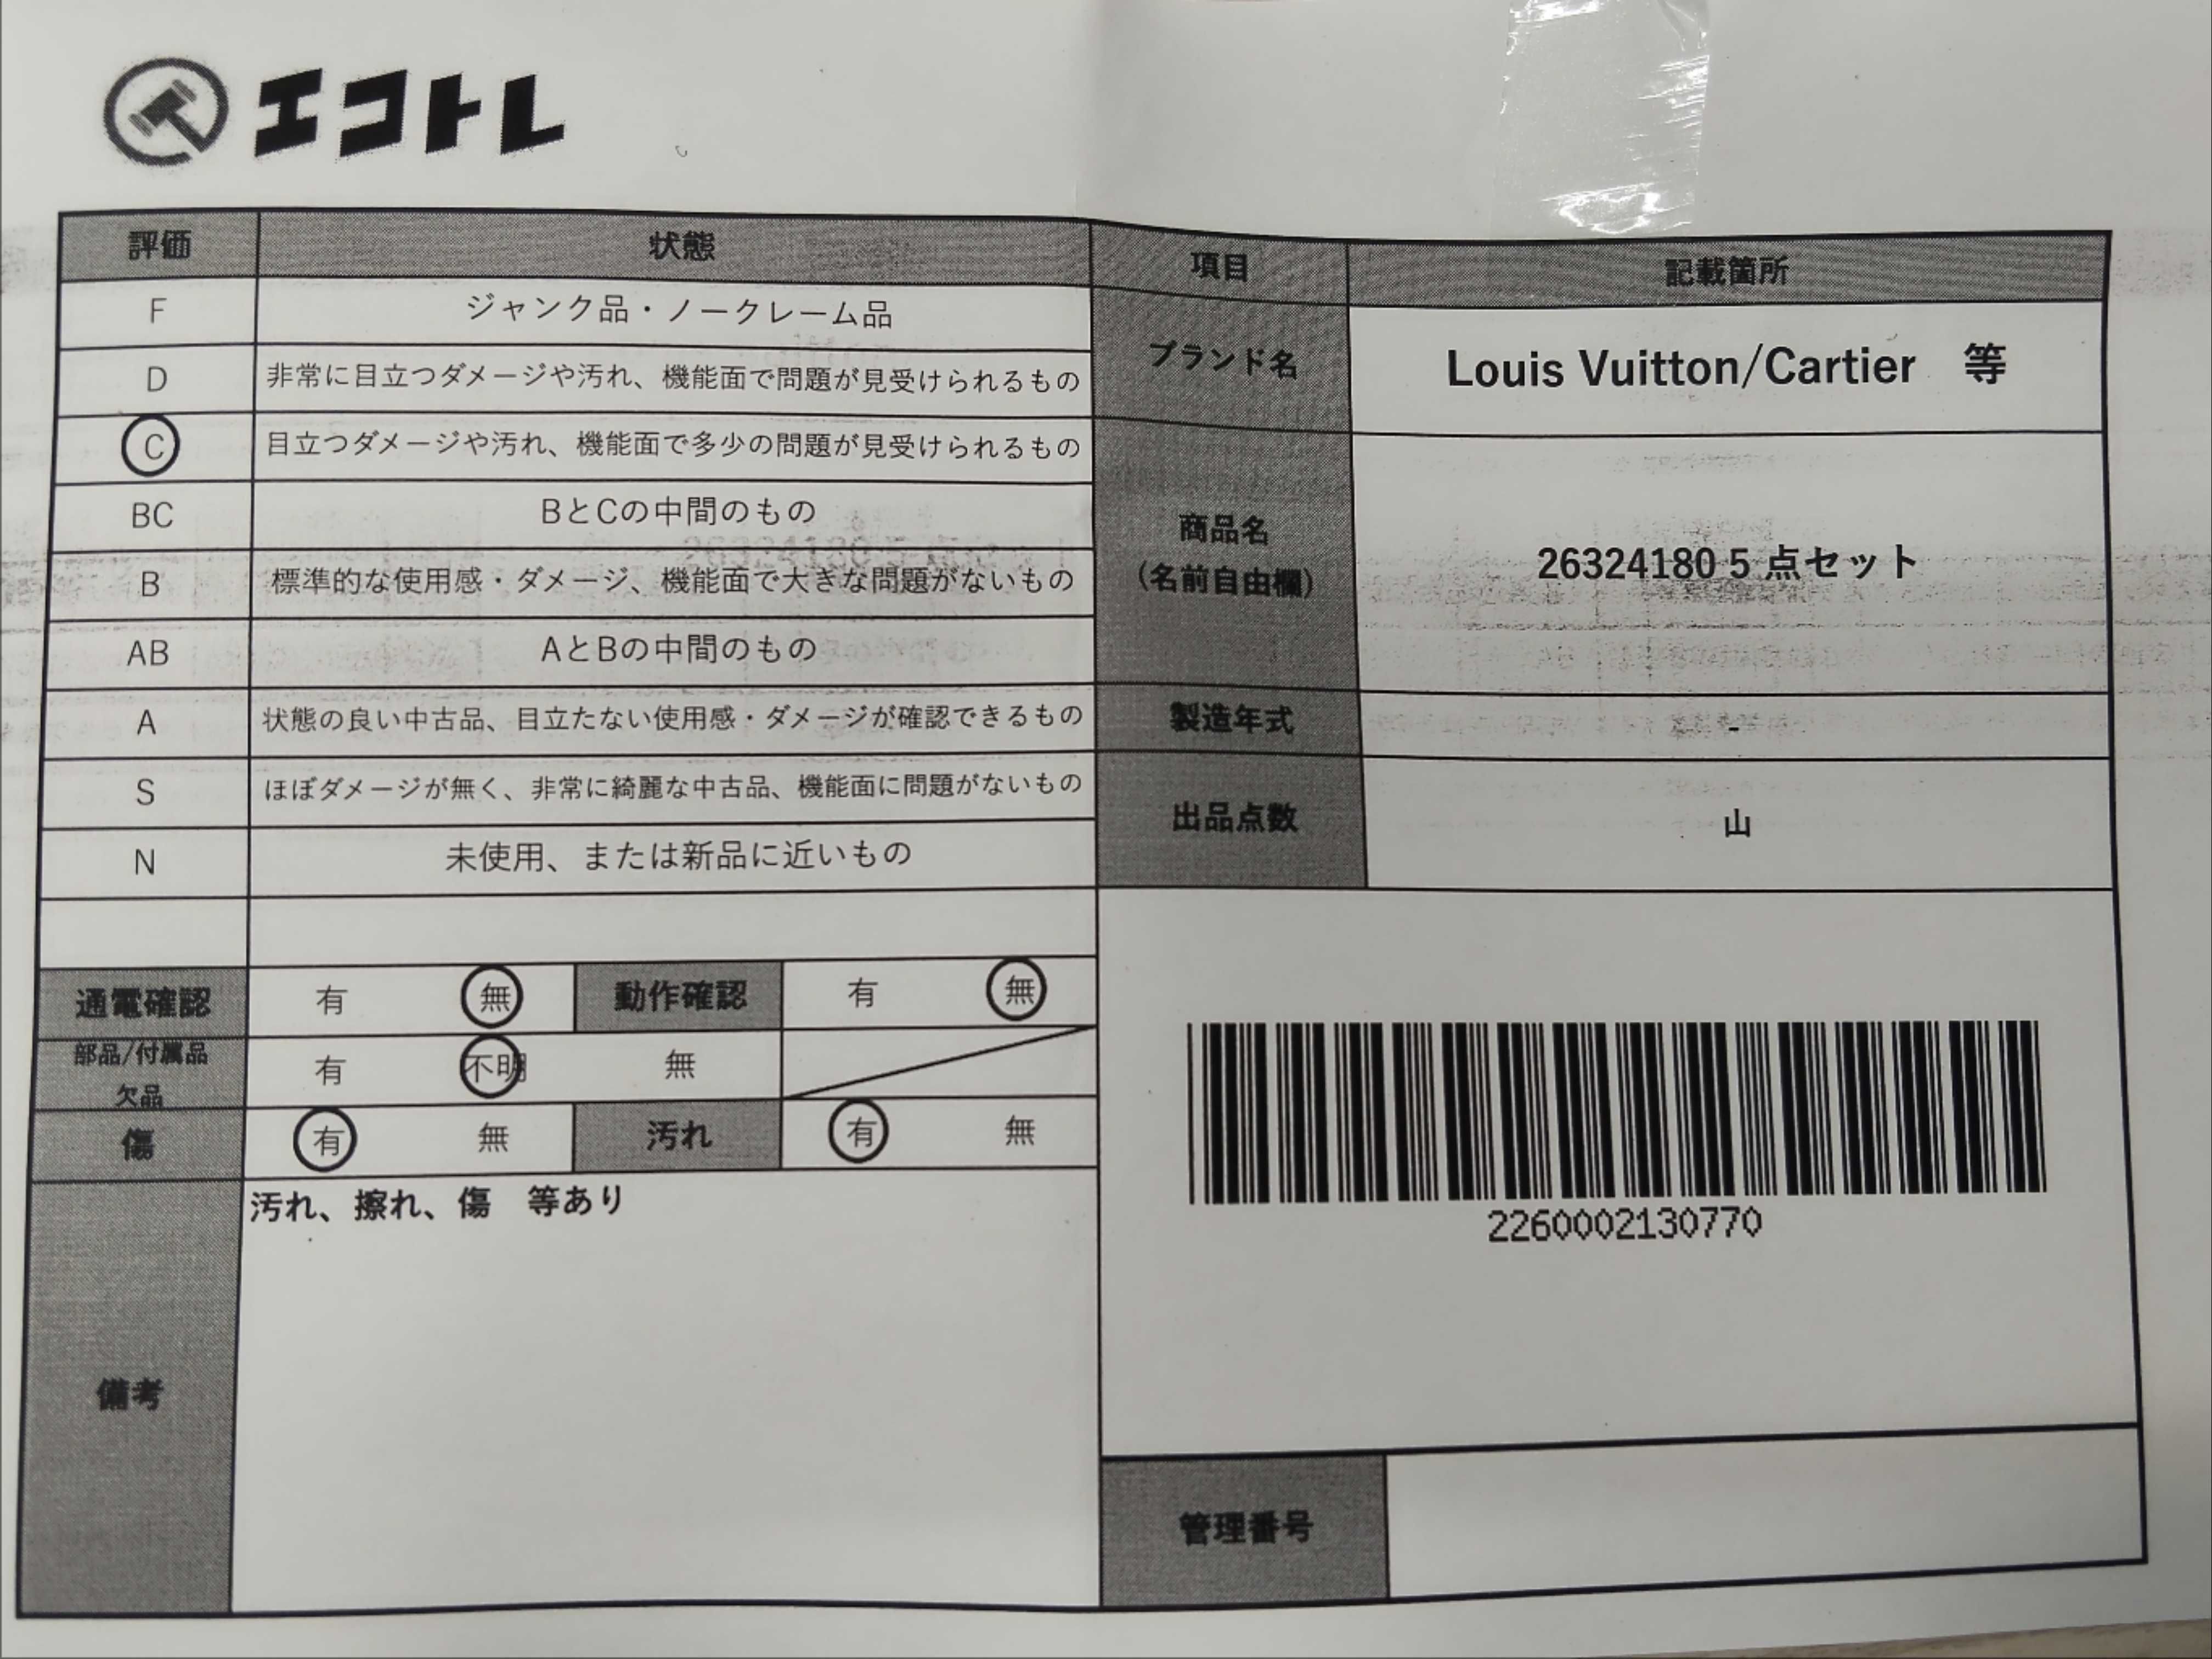 エコトレ
評価 状態
F ジャンク品・ノークレーム品
D 非常に目立つダメージや汚れ、機能面で問題が見受けられるもの
C 目立つダメージや汚れ、機能面で多少の問題が見受けられるもの
BC BとCの中間のもの
B 標準的な使用感・ダメージ、機能面で大きな問題がないもの
AB AとBの中間のもの
A 状態の良い中古品、目立たない使用感・ダメージが確認できるもの
S ほぼダメージが無く、非常に綺麗な中古品、機能面に問題がないもの
N 未使用、または新品に近いもの
通電確認 有 無 動作確認 有 無
部品/付属品
欠品 有 不明 無
傷 有 無 汚れ 有 無
備考 汚れ、擦れ、傷 等あり
項目 記載箇所
ブランド名 Louis Vuitton/Cartier 等
商品名
(名前自由欄) 26324180 5 点セット
製造年式 -
出品点数 山
2260002130770
管理番号